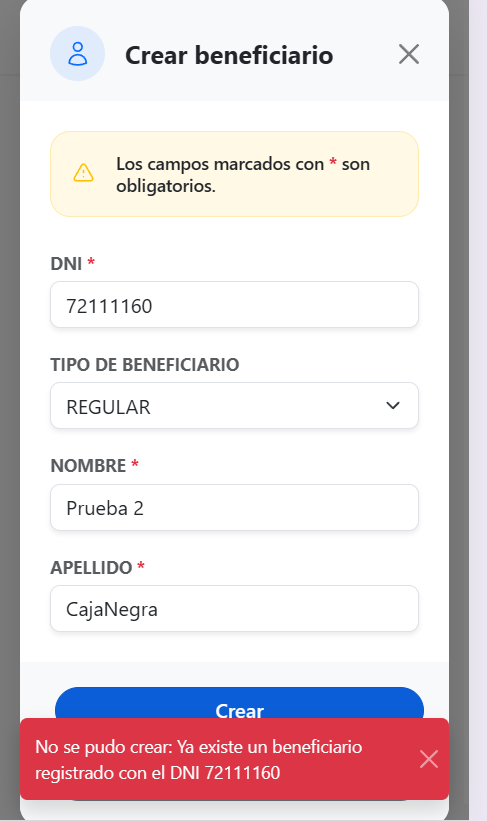 Crear beneficiario
Los campos marcados con * son
obligatorios.
DNI *
72111160
TIPO DE BENEFICIARIO
REGULAR
NOMBRE *
Prueba 2
APELLIDO *
CajaNegra
Crear
No se pudo crear: Ya existe un beneficiario
registrado con el DNI 72111160